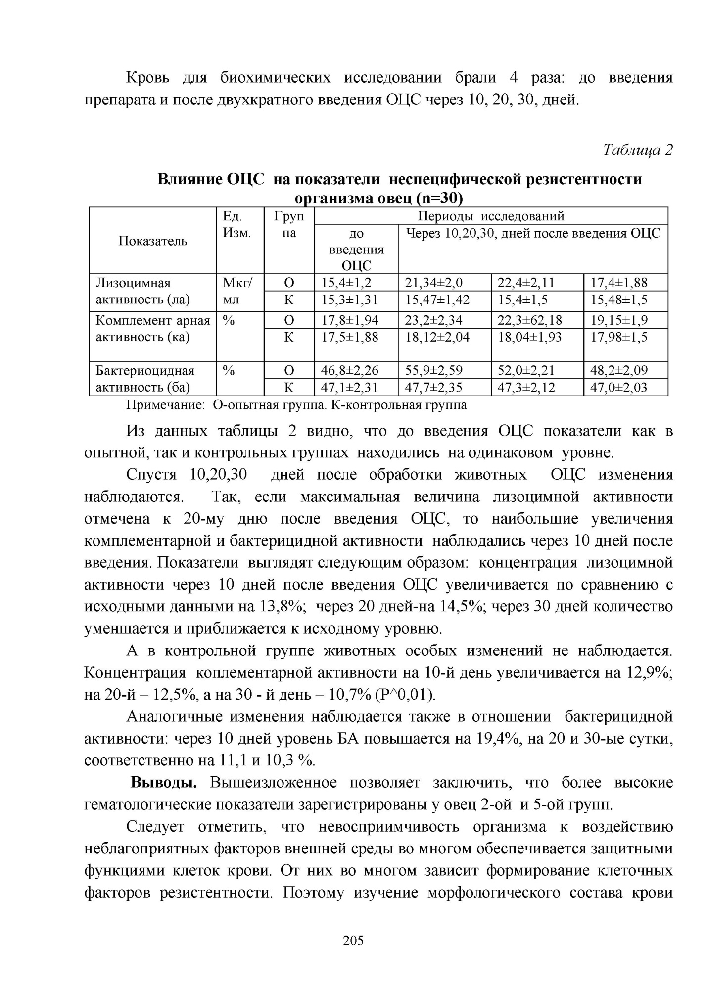 Кровь для биохимических исследовании брали 4 раза: до введения
препарата и после двухкратного введения ОЦС через 10, 20, 30, дней.
Таблица 2
Влияние ОЦС на показатели неспецифической резистентности
организма овец (n=30)
Показатель
Ед.
Изм.
Груп
па
Периоды исследований
до
введения
ОЦС
Через 10,20,30, дней после введения ОЦС
Лизоцимная
активность (ла)
Мкг/
мл
О 15,4±1,2 21,34±2,0 22,4±2,11 17,4±1,88
К 15,3±1,31 15,47±1,42 15,4±1,5 15,48±1,5
Комплемент арная
активность (ка)
%
О 17,8±1,94 23,2±2,34 22,3±62,18 19,15±1,9
К 17,5±1,88 18,12±2,04 18,04±1,93 17,98±1,5
Бактериоцидная
активность (ба)
%
О 46,8±2,26 55,9±2,59 52,0±2,21 48,2±2,09
К 47,1±2,31 47,7±2,35 47,3±2,12 47,0±2,03
Примечание: О-опытная группа. К-контрольная группа
Из данных таблицы 2 видно, что до введения ОЦС показатели как в
опытной, так и контрольных группах находились на одинаковом уровне.
Спустя 10,20,30 дней после обработки животных ОЦС изменения
наблюдаются. Так, если максимальная величина лизоцимной активности
отмечена к 20-му дню после введения ОЦС, то наибольшие увеличения
комплементарной и бактерицидной активности наблюдались через 10 дней после
введения. Показатели выглядят следующим образом: концентрация лизоцимной
активности через 10 дней после введения ОЦС увеличивается по сравнению с
исходными данными на 13,8%; через 20 дней-на 14,5%; через 30 дней количество
уменшается и приближается к исходному уровню.
А в контрольной группе животных особых изменений не наблюдается.
Концентрация коплементарной активности на 10-й день увеличивается на 12,9%;
на 20-й – 12,5%, а на 30 - й день – 10,7% (Р^0,01).
Аналогичные изменения наблюдается также в отношении бактерицидной
активности: через 10 дней уровень БА повышается на 19,4%, на 20 и 30-ые сутки,
соответственно на 11,1 и 10,3 %.
Выводы. Вышеизложенное позволяет заключить, что более высокие
гематологические показатели зарегистрированы у овец 2-ой и 5-ой групп.
Следует отметить, что невосприимчивость организма к воздействию
неблагоприятных факторов внешней среды во многом обеспечивается защитными
функциями клеток крови. От них во многом зависит формирование клеточных
факторов резистентности. Поэтому изучение морфологического состава крови
205